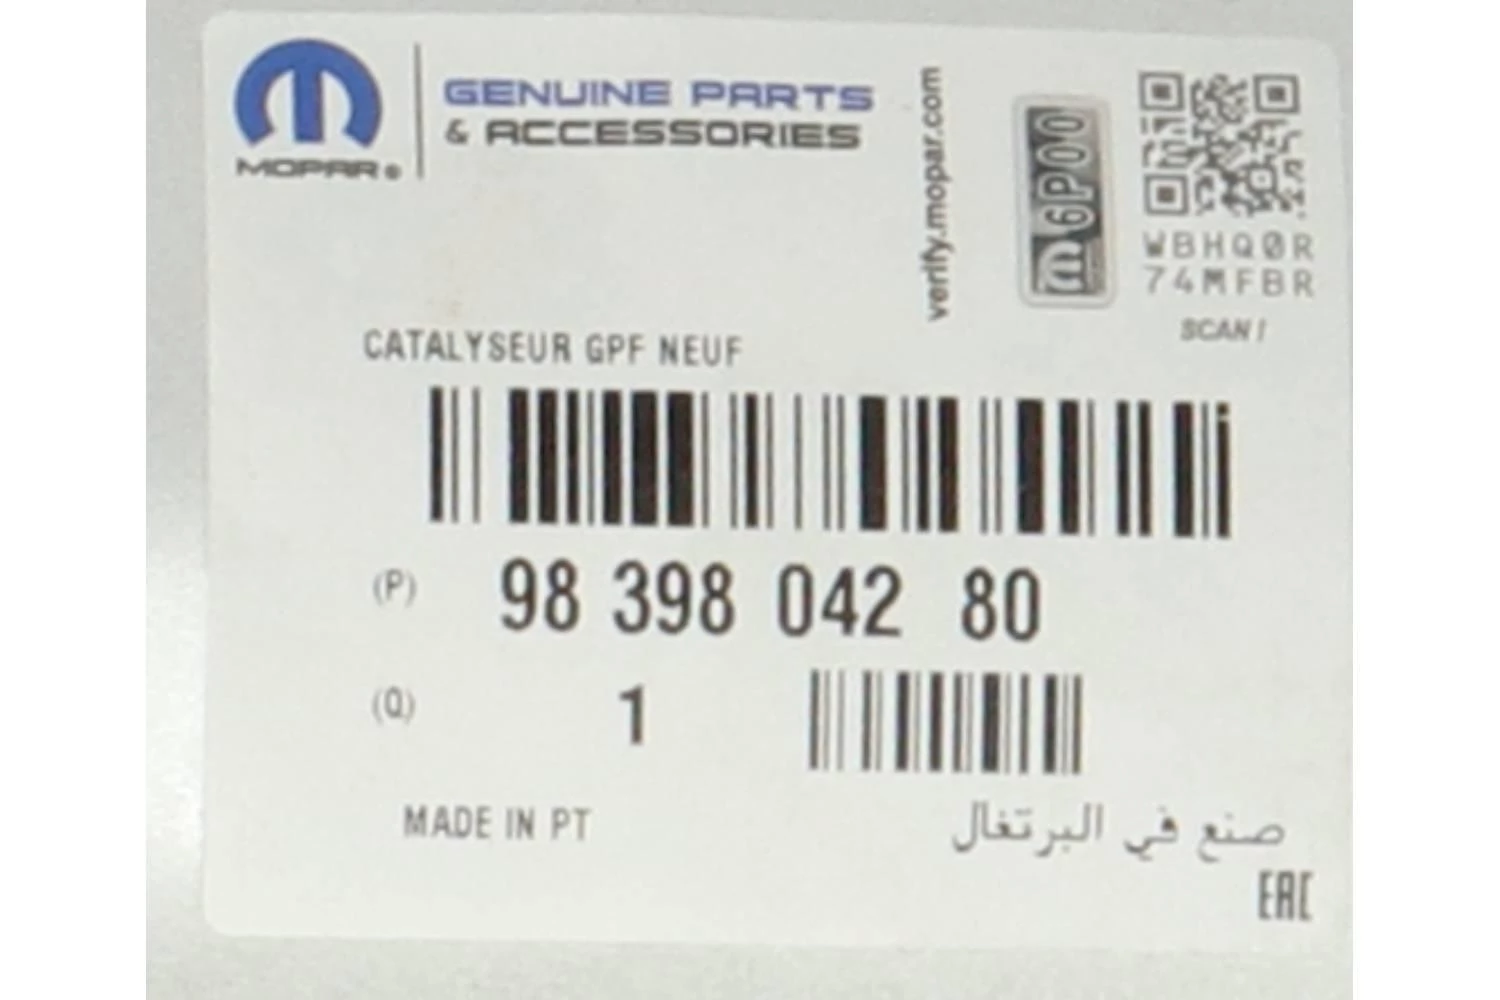 MOPAR®
GENUINE PARTS
& ACCESSORIES
verify.mopar.com
m 6P00
WBHQ0R
74MFBR
SCAN!
CATALYSEUR GPF NEUF
(P) 98 398 042 80
(Q) 1
MADE IN PT
صنع في البرتغال
EAC